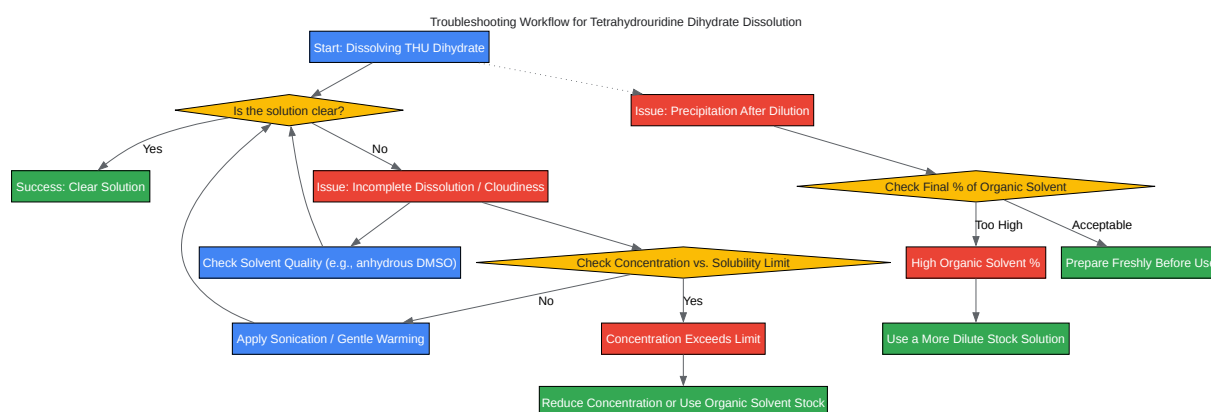 Troubleshooting Workflow for Tetrahydrouridine Dihydrate Dissolution
Start: Dissolving THU Dihydrate
Is the solution clear?
Issue: Precipitation After Dilution
Yes
No
Success: Clear Solution
Issue: Incomplete Dissolution / Cloudiness
Check Final % of Organic Solvent
Too High
Acceptable
Check Solvent Quality (e.g., anhydrous DMSO)
Check Concentration vs. Solubility Limit
High Organic Solvent %
Prepare Freshly Before Use
No
Yes
Apply Sonication / Gentle Warming
Concentration Exceeds Limit
Use a More Dilute Stock Solution
Reduce Concentration or Use Organic Solvent Stock